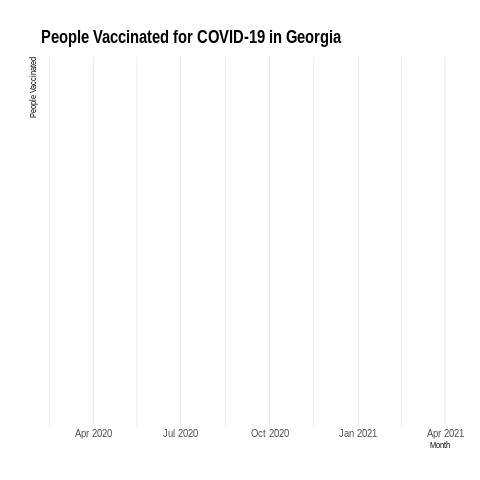 People Vaccinated for COVID-19 in Georgia
People Vaccinated
Apr 2020 Jul 2020 Oct 2020 Jan 2021 Apr 2021
Month